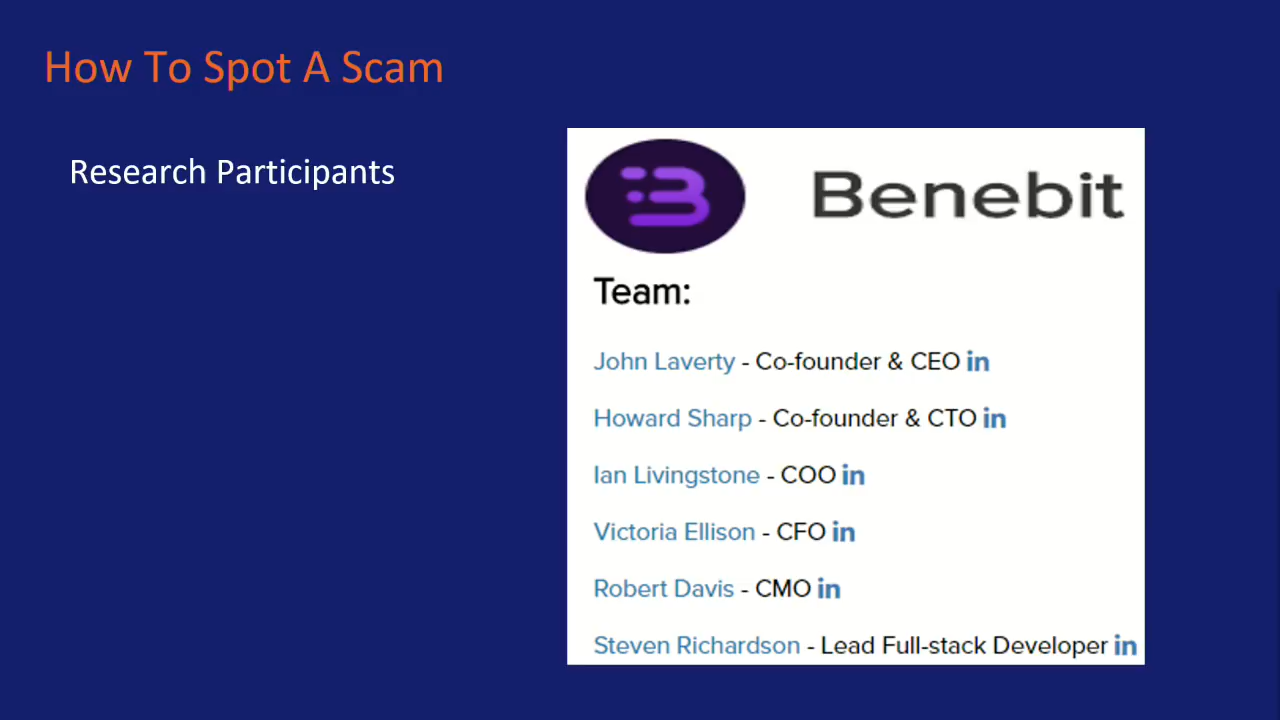 How To Spot A Scam
Research Participants
Benebit
Team:
John Laverty - Co-founder & CEO in
Howard Sharp - Co-founder & CTO in
Ian Livingstone - COO in
Victoria Ellison - CFO in
Robert Davis - CMO in
Steven Richardson - Lead Full-stack Developer in